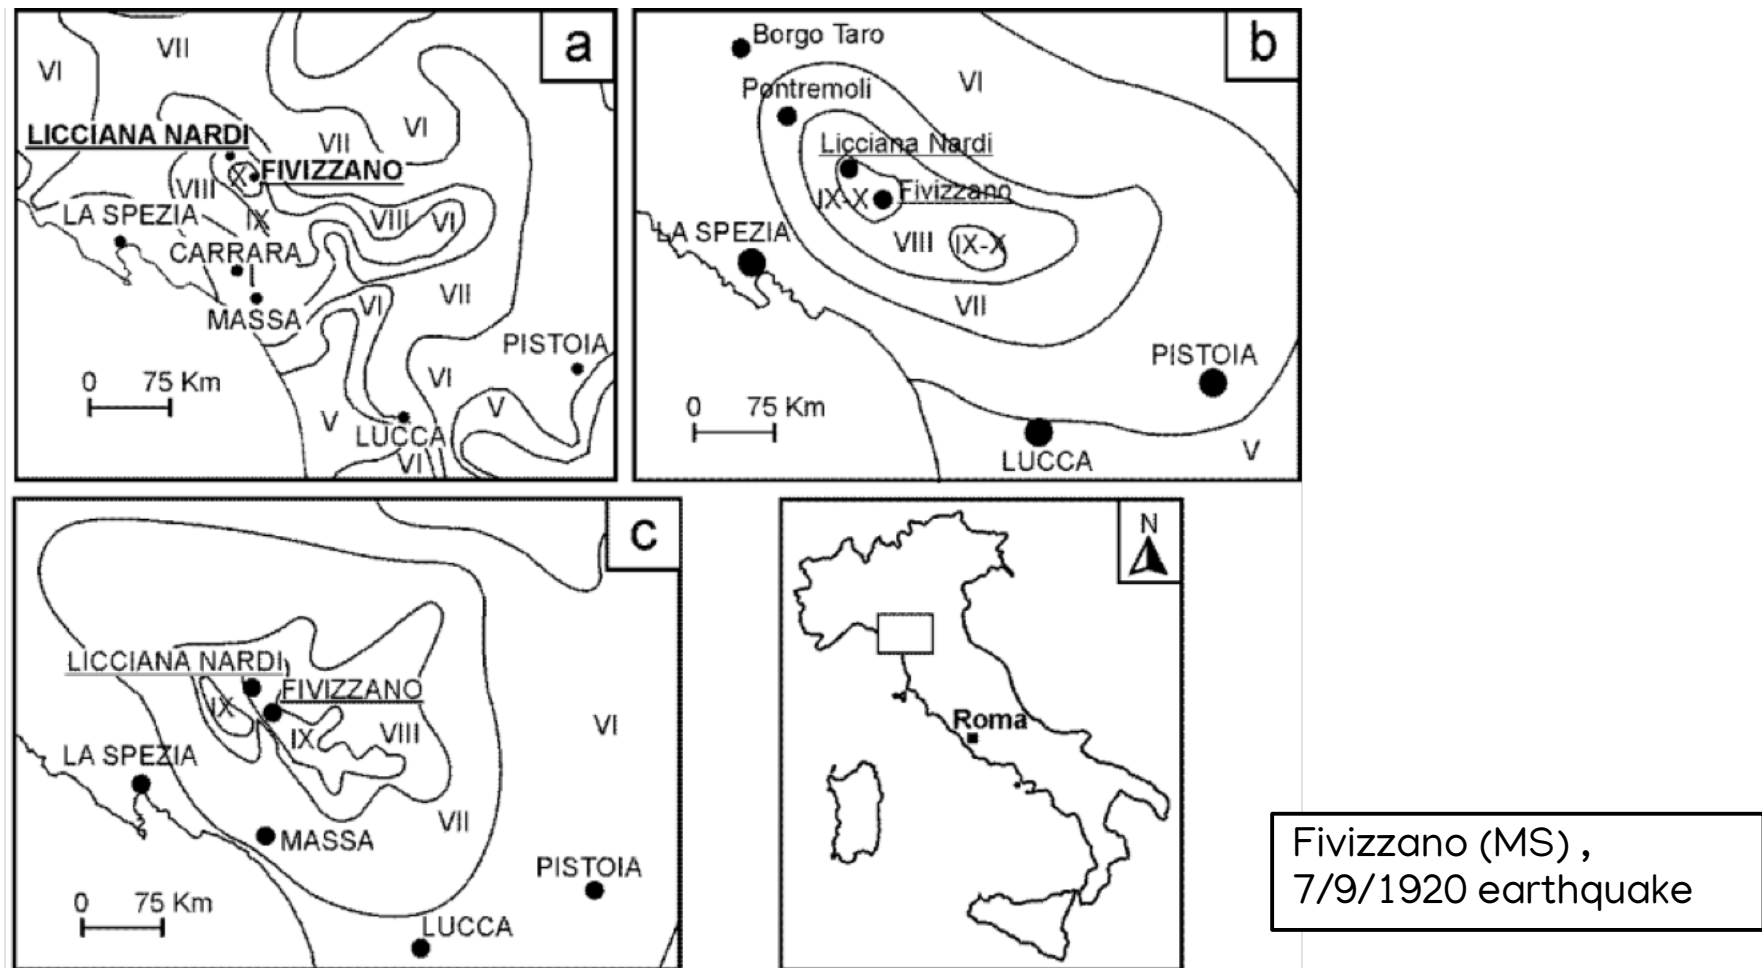 a
VII
VI
VI
VII
LICCIANA NARDI
X
FIVIZZANO
VIII
LA SPEZIA
IX
VIII
VI
CARRARA
VI
VII
MASSA
PISTOIA
0 75 Km
VI
V
V
LUCCA
VI
b
Borgo Taro
VI
Pontremoli
Licciana Nardi
IX-X
Fivizzano
LA SPEZIA
VIII
IX-X
VII
PISTOIA
0 75 Km
V
LUCCA
c
LICCIANA NARDI
FIVIZZANO
IX
VI
IX
VIII
LA SPEZIA
VII
MASSA
PISTOIA
0 75 Km
LUCCA
N
Roma
Fivizzano (MS) ,
7/9/1920 earthquake